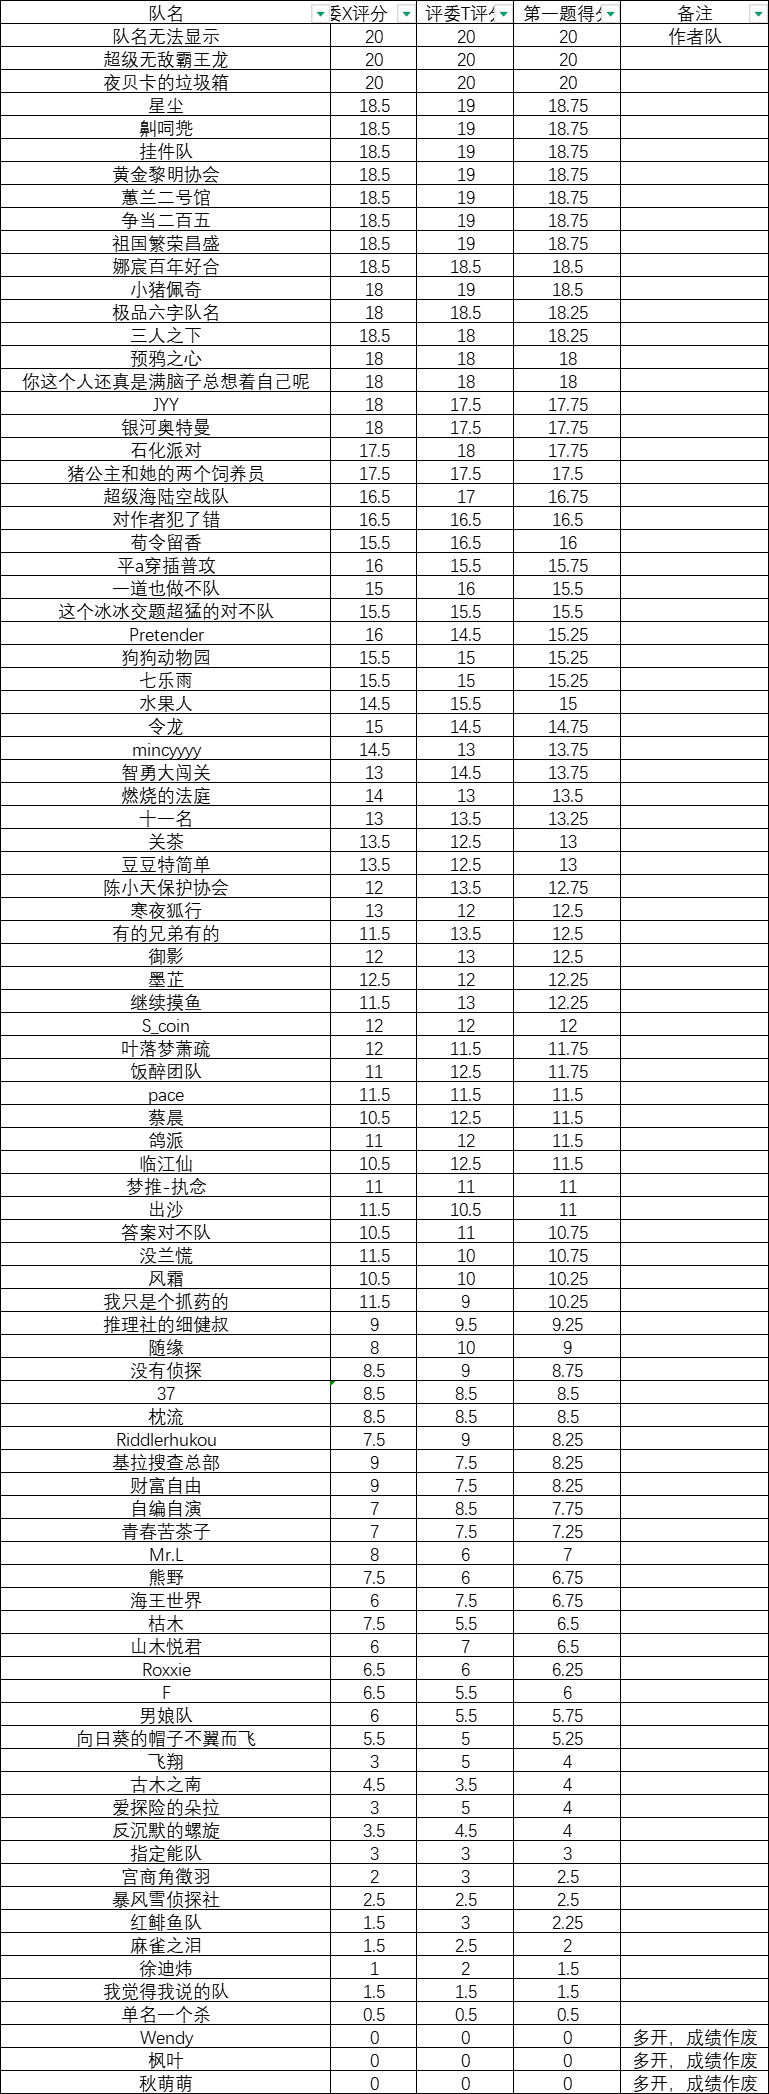 队名 委X评分 评委T评分 第一题得分 备注
队名无法显示 20 20 20 作者队
超级无敌霸王龙 20 20 20
夜贝卡的垃圾箱 20 20 20
星尘 18.5 19 18.75
劓哃兠 18.5 19 18.75
挂件队 18.5 19 18.75
黄金黎明协会 18.5 19 18.75
蕙兰二号馆 18.5 19 18.75
争当二百五 18.5 19 18.75
祖国繁荣昌盛 18.5 19 18.75
娜宸百年好合 18.5 18.5 18.5
小猪佩奇 18 19 18.5
极品六字队名 18 18.5 18.25
三人之下 18.5 18 18.25
预鸦之心 18 18 18
你这个人还真是满脑子总想着自己呢 18 18 18
JYY 18 17.5 17.75
银河奥特曼 18 17.5 17.75
石化派对 17.5 18 17.75
猪公主和她的两个饲养员 17.5 17.5 17.5
超级海陆空战队 16.5 17 16.75
对作者犯了错 16.5 16.5 16.5
荀令留香 15.5 16.5 16
平a穿插普攻 16 15.5 15.75
一道也做不队 15 16 15.5
这个冰冰交题超猛的对不队 15.5 15.5 15.5
Pretender 16 14.5 15.25
狗狗动物园 15.5 15 15.25
七乐雨 15.5 15 15.25
水果人 14.5 15.5 15
令龙 15 14.5 14.75
mincyyyy 14.5 13 13.75
智勇大闯关 13 14.5 13.75
燃烧的法庭 14 13 13.5
十一名 13 13.5 13.25
关茶 13.5 12.5 13
豆豆特简单 13.5 12.5 13
陈小天保护协会 12 13.5 12.75
寒夜狐行 13 12 12.5
有的兄弟有的 11.5 13.5 12.5
御影 12 13 12.5
墨芷 12.5 12 12.25
继续摸鱼 11.5 13 12.25
S_coin 12 12 12
叶落梦萧疏 12 11.5 11.75
饭醉团队 11 12.5 11.75
pace 11.5 11.5 11.5
蔡晨 10.5 12.5 11.5
鸽派 11 12 11.5
临江仙 10.5 12.5 11.5
梦推-执念 11 11 11
出沙 11.5 10.5 11
答案对不队 10.5 11 10.75
没兰慌 11.5 10 10.75
风霜 10.5 10 10.25
我只是个抓药的 11.5 9 10.25
推理社的细健叔 9 9.5 9.25
随缘 8 10 9
没有侦探 8.5 9 8.75
37 8.5 8.5 8.5
枕流 8.5 8.5 8.5
Riddlerhukou 7.5 9 8.25
基拉搜查总部 9 7.5 8.25
财富自由 9 7.5 8.25
自编自演 7 8.5 7.75
青春苦茶子 7 7.5 7.25
Mr.L 8 6 7
熊野 7.5 6 6.75
海王世界 6 7.5 6.75
枯木 7.5 5.5 6.5
山木悦君 6 7 6.5
Roxxie 6.5 6 6.25
F 6.5 5.5 6
男娘队 6 5.5 5.75
向日葵的帽子不翼而飞 5.5 5 5.25
飞翔 3 5 4
古木之南 4.5 3.5 4
爱探险的朵拉 3 5 4
反沉默的螺旋 3.5 4.5 4
指定能队 3 3 3
宫商角徵羽 2 3 2.5
暴风雪侦探社 2.5 2.5 2.5
红鲱鱼队 1.5 3 2.25
麻雀之泪 1.5 2.5 2
徐迪炜 1 2 1.5
我觉得我说的队 1.5 1.5 1.5
单名一个杀 0.5 0.5 0.5
Wendy 0 0 0 多开，成绩作废
枫叶 0 0 0 多开，成绩作废
秋萌萌 0 0 0 多开，成绩作废